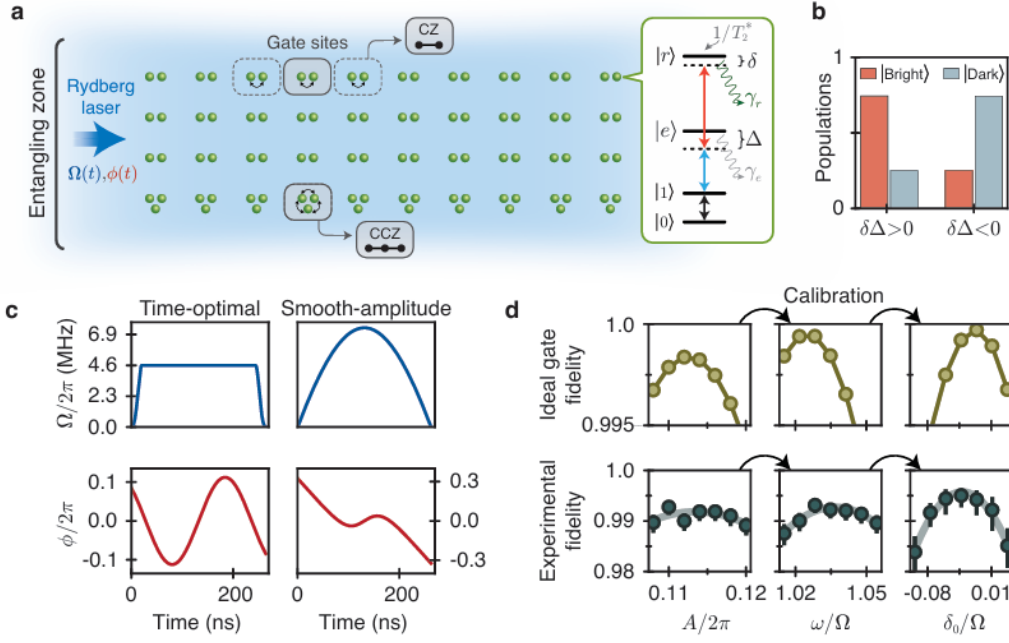 a
Entangling zone
Rydberg
laser
Ω(t),ϕ(t)
Gate sites
CZ
CCZ
1/T₂*
|r⟩
δ
γᵣ
|e⟩
Δ
γₑ
|1⟩
|0⟩
b
Populations
1
0
|Bright⟩ |Dark⟩
δΔ>0 δΔ<0
c
Time-optimal Smooth-amplitude
Ω/2π (MHz)
6.9
4.6
2.3
0.0
ϕ/2π
0.1
0.0
-0.1
0.3
0.0
-0.3
0 200 0 200
Time (ns) Time (ns)
d
Calibration
Ideal gate
fidelity
1.0
0.995
Experimental
fidelity
1.0
0.99
0.98
0.11 0.12 1.02 1.05 -0.08 0.01
A/2π ω/Ω δ₀/Ω